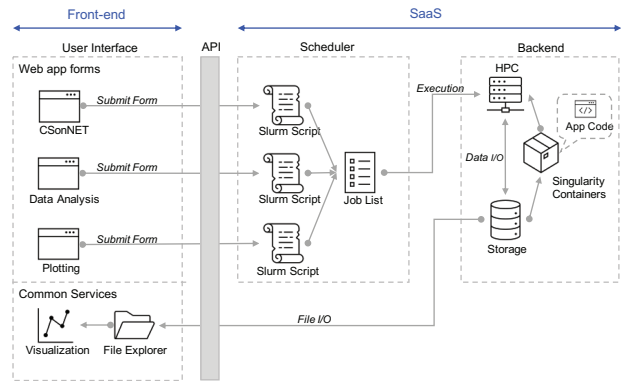 Front-end
SaaS
User Interface
API
Scheduler
Backend
Web app forms
HPC
CSonNET
Submit Form
Slurm Script
Execution
</>
App Code
Data Analysis
Submit Form
Slurm Script
Job List
Data I/O
Singularity
Containers
Plotting
Submit Form
Slurm Script
Storage
Common Services
Visualization
File Explorer
File I/O